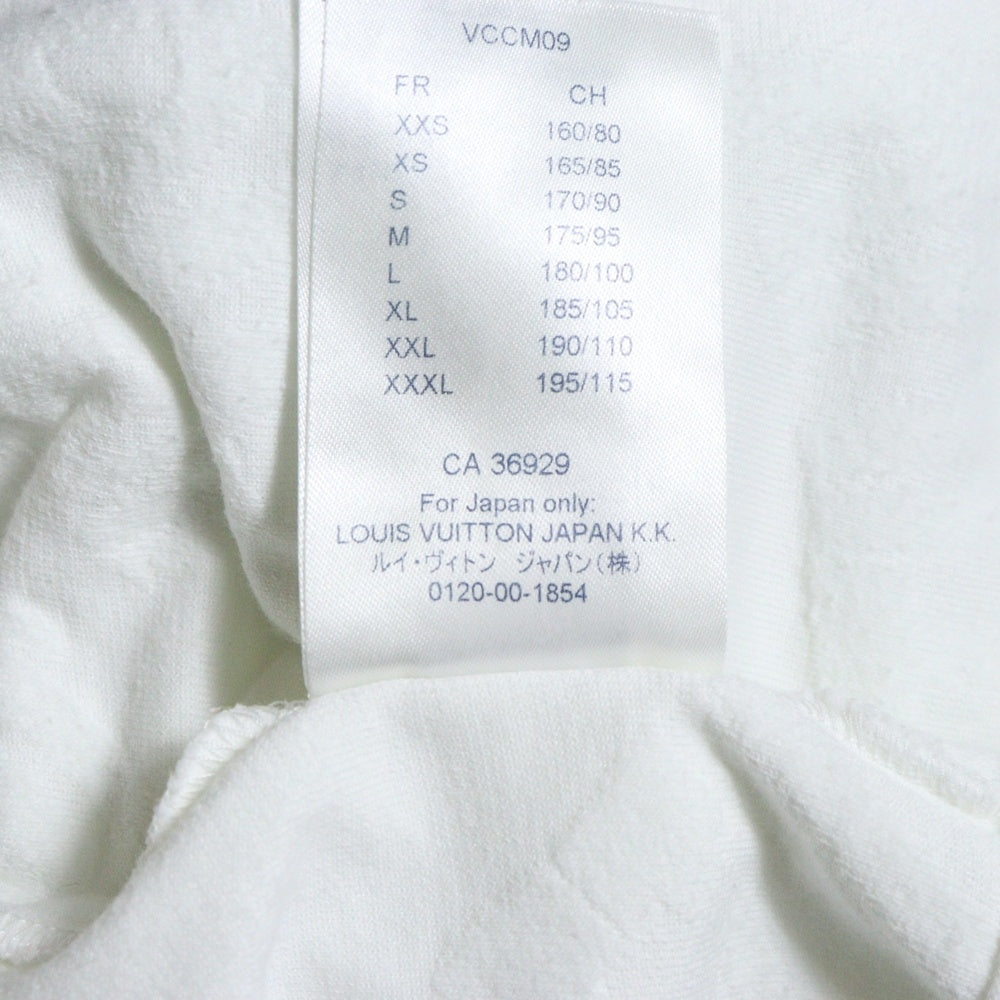 VCCM09
FR CH
XXS 160/80
XS 165/85
S 170/90
M 175/95
L 180/100
XL 185/105
XXL 190/110
XXXL 195/115
CA 36929
For Japan only:
LOUIS VUITTON JAPAN K.K.
ルイ・ヴィトン ジャパン(株)
0120-00-1854